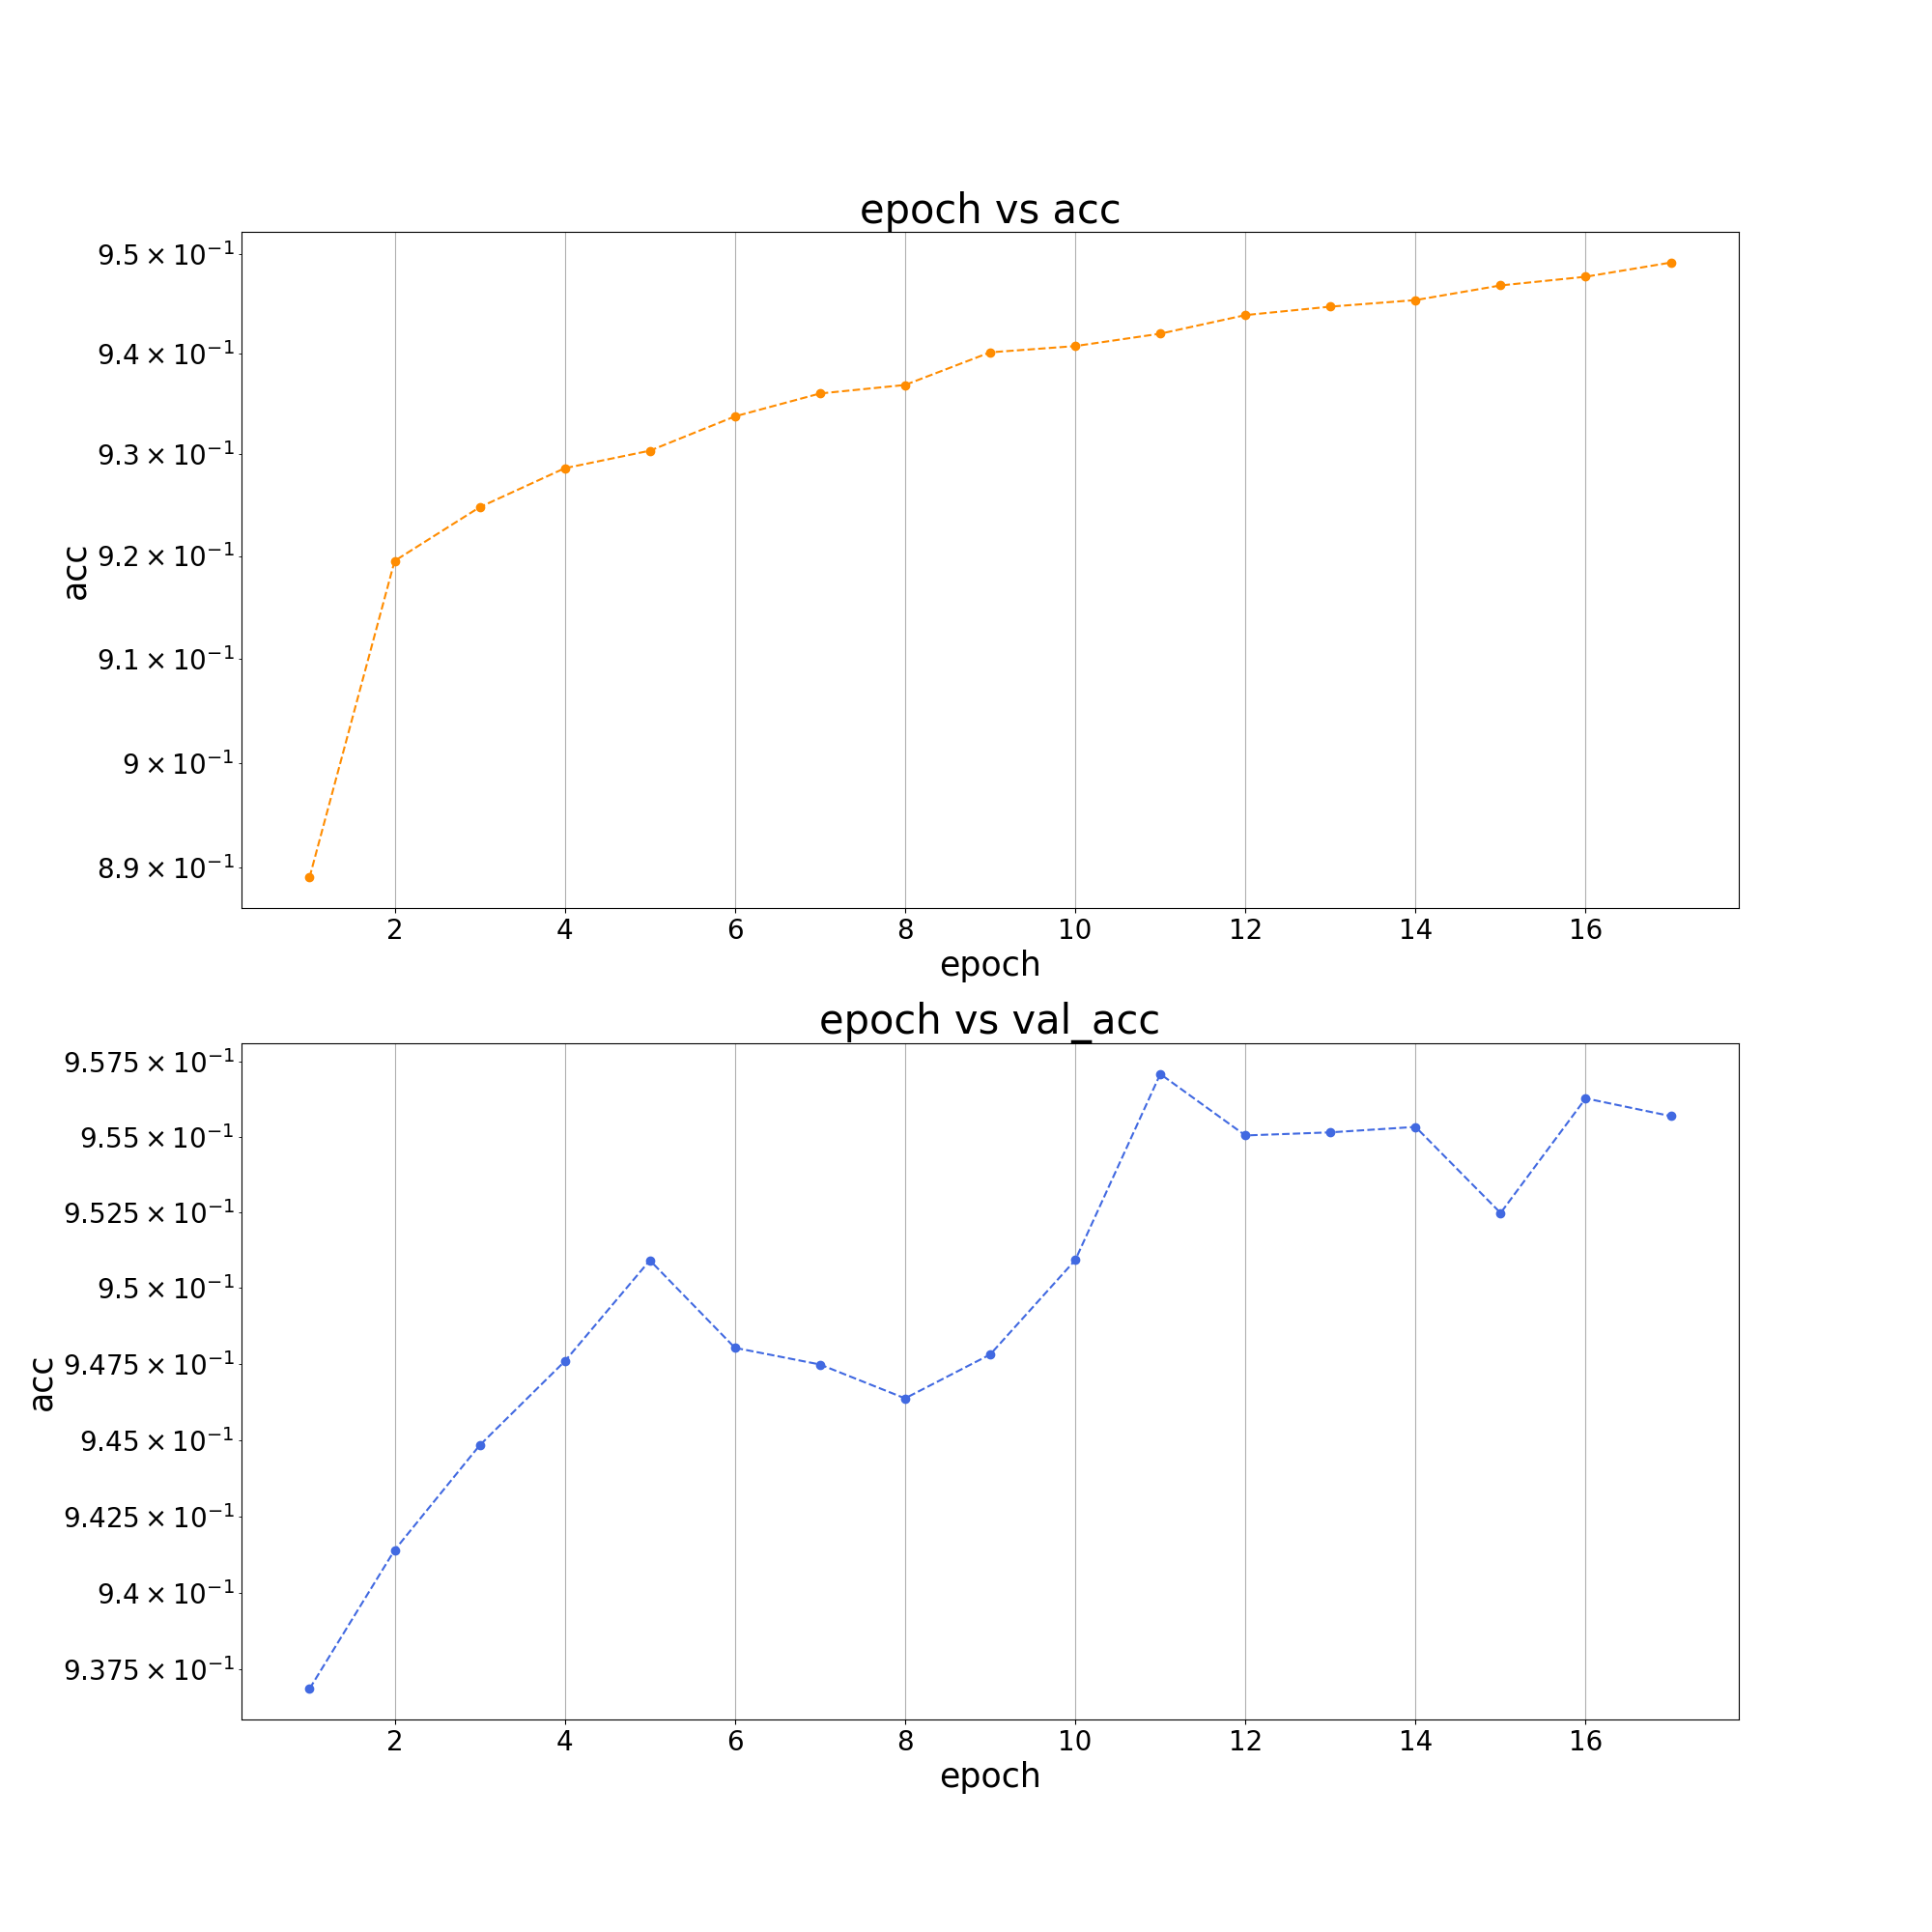 epoch vs acc
9.5 × 10⁻¹
9.4 × 10⁻¹
9.3 × 10⁻¹
9.2 × 10⁻¹
9.1 × 10⁻¹
9 × 10⁻¹
8.9 × 10⁻¹
acc
2 4 6 8 10 12 14 16
epoch
epoch vs val_acc
9.575 × 10⁻¹
9.55 × 10⁻¹
9.525 × 10⁻¹
9.5 × 10⁻¹
9.475 × 10⁻¹
9.45 × 10⁻¹
9.425 × 10⁻¹
9.4 × 10⁻¹
9.375 × 10⁻¹
acc
2 4 6 8 10 12 14 16
epoch